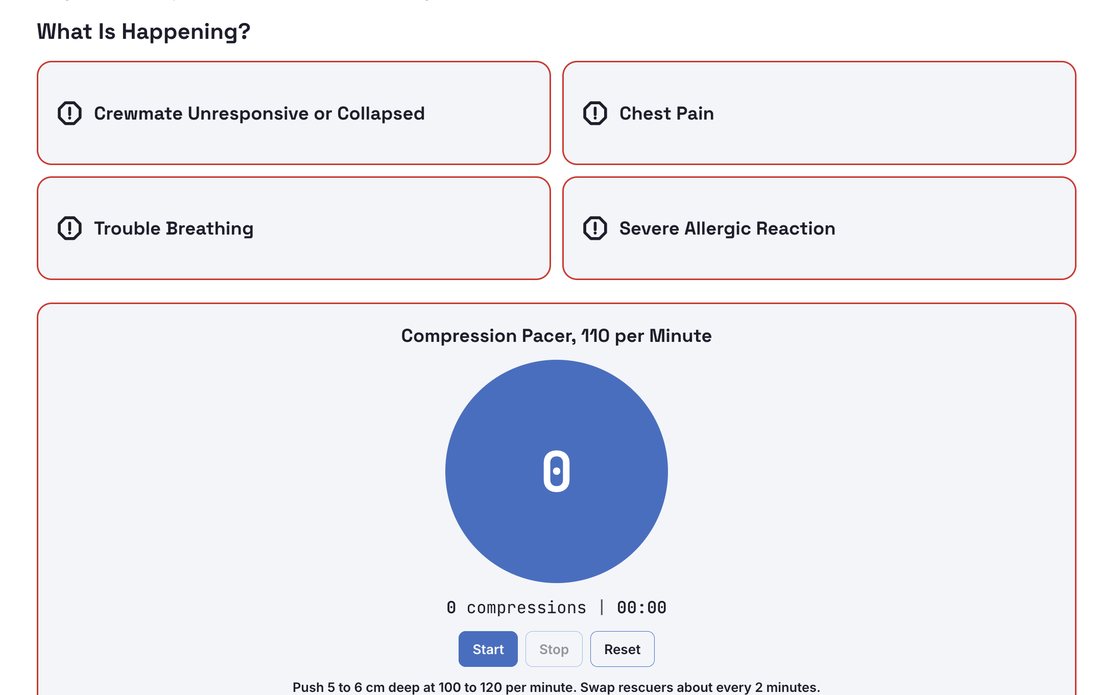 What Is Happening?
Crewmate Unresponsive or Collapsed
Chest Pain
Trouble Breathing
Severe Allergic Reaction
Compression Pacer, 110 per Minute
0
0 compressions | 00:00
Start
Stop
Reset
Push 5 to 6 cm deep at 100 to 120 per minute. Swap rescuers about every 2 minutes.